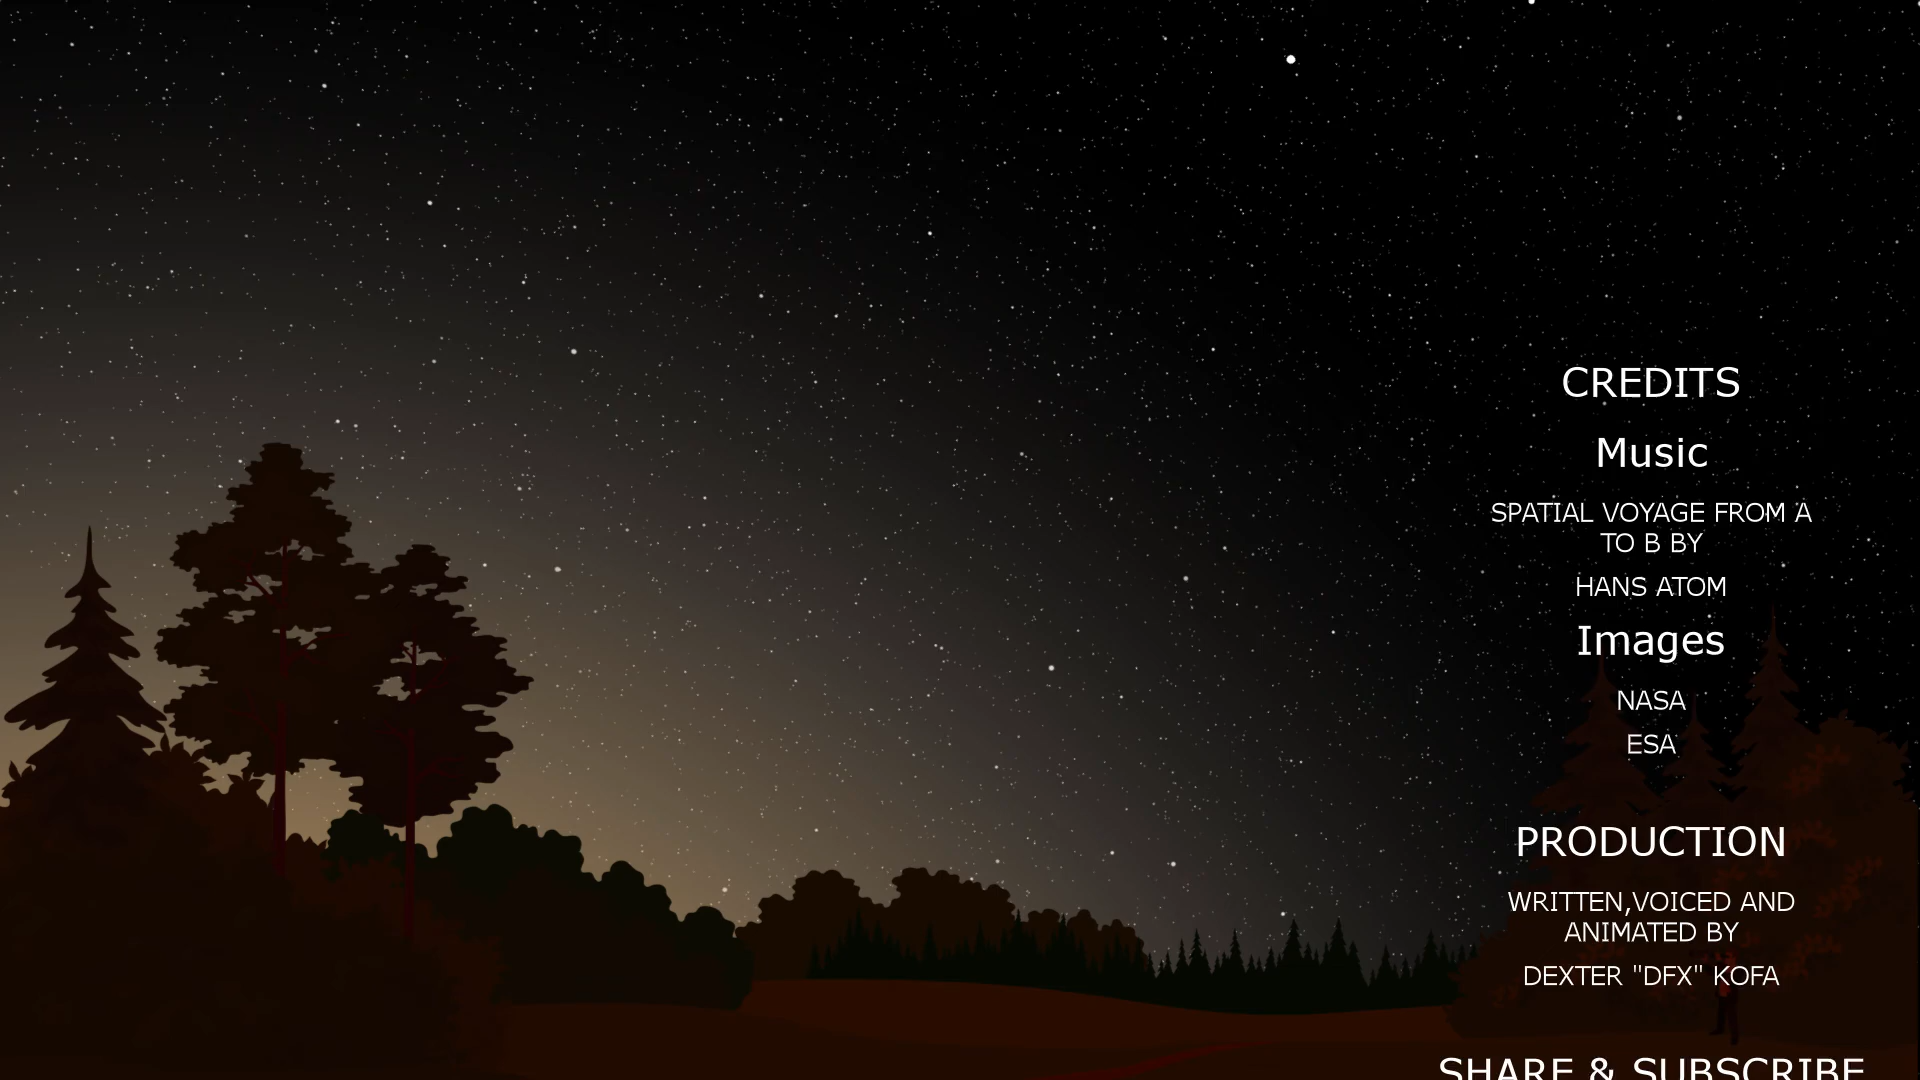 CREDITS
Music
SPATIAL VOYAGE FROM A
TO B BY
HANS ATOM
Images
NASA
ESA
PRODUCTION
WRITTEN,VOICED AND
ANIMATED BY
DEXTER "DFX" KOFA
SHARE & SUBSCRIBE